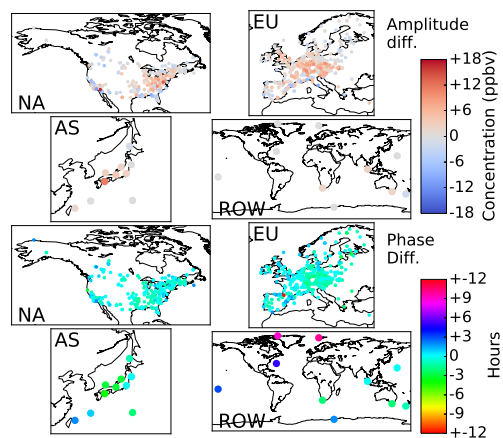 NA
EU
Amplitude
diff.
+18
+12
+6
0
-6
-12
-18
Concentration (ppbv)
AS
ROW
NA
EU
Phase
Diff.
+-12
+9
+6
+3
0
-3
-6
-9
+-12
Hours
AS
ROW